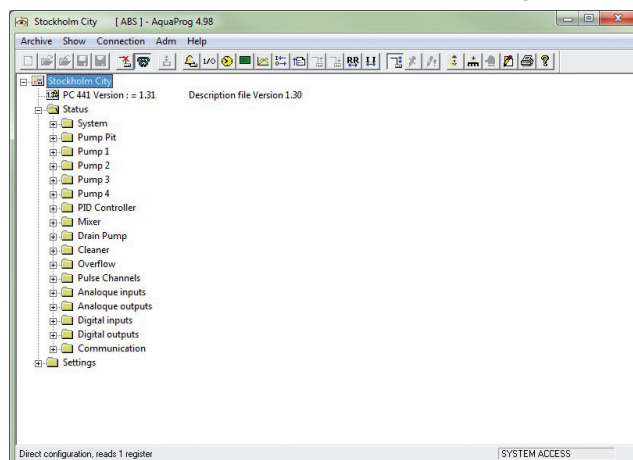 Stockholm City [ ABS ] - AquaProg 4.98
Archive Show Connection Adm Help
I/O RR
Stockholm City
PC 441 Version : = 1.31 Description file Version 1.30
Status
System
Pump Pit
Pump 1
Pump 2
Pump 3
Pump 4
PID Controller
Mixer
Drain Pump
Cleaner
Overflow
Pulse Channels
Analoque inputs
Analoque outputs
Digital inputs
Digital outputs
Communication
Settings
Direct configuration, reads 1 register SYSTEM ACCESS